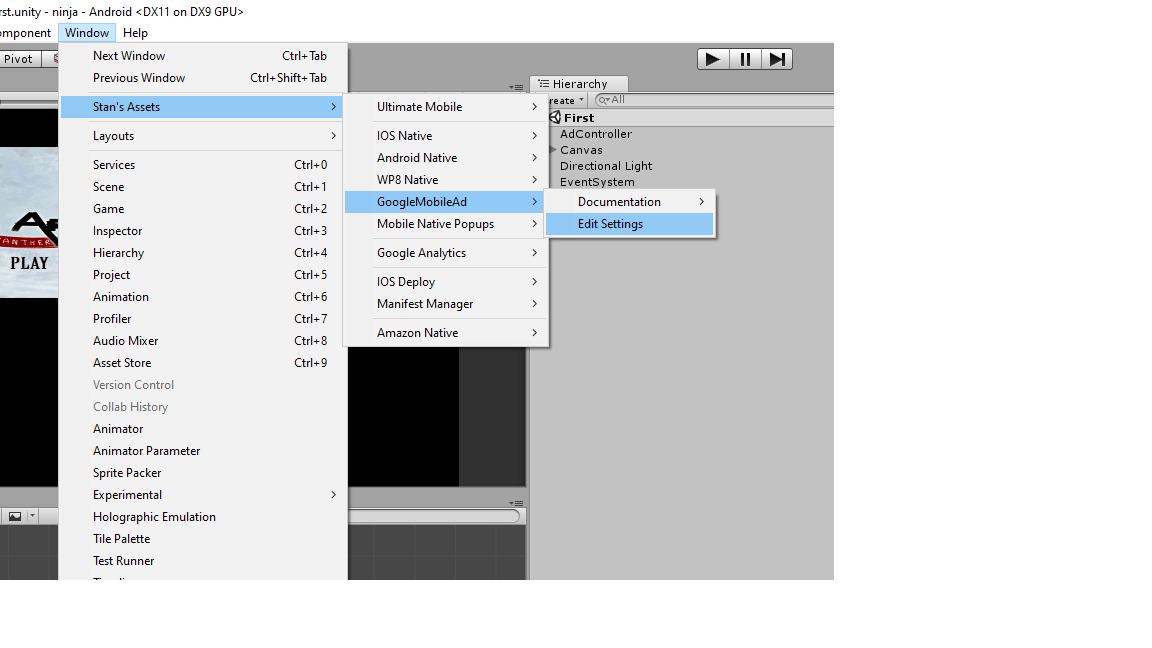 rst.unity - ninja - Android <DX11 on DX9 GPU>
omponent Window Help
Pivot
Next Window Ctrl+Tab
Previous Window Ctrl+Shift+Tab
Stan's Assets
Layouts
Services Ctrl+0
Scene Ctrl+1
Game Ctrl+2
Inspector Ctrl+3
Hierarchy Ctrl+4
Project Ctrl+5
Animation Ctrl+6
Profiler Ctrl+7
Audio Mixer Ctrl+8
Asset Store Ctrl+9
Version Control
Collab History
Animator
Animator Parameter
Sprite Packer
Experimental
Holographic Emulation
Tile Palette
Test Runner
Ultimate Mobile
IOS Native
Android Native
WP8 Native
GoogleMobileAd
Mobile Native Popups
Google Analytics
IOS Deploy
Manifest Manager
Amazon Native
Documentation
Edit Settings
Hierarchy
reate All
First
AdController
Canvas
Directional Light
EventSystem
ANTHER
PLAY